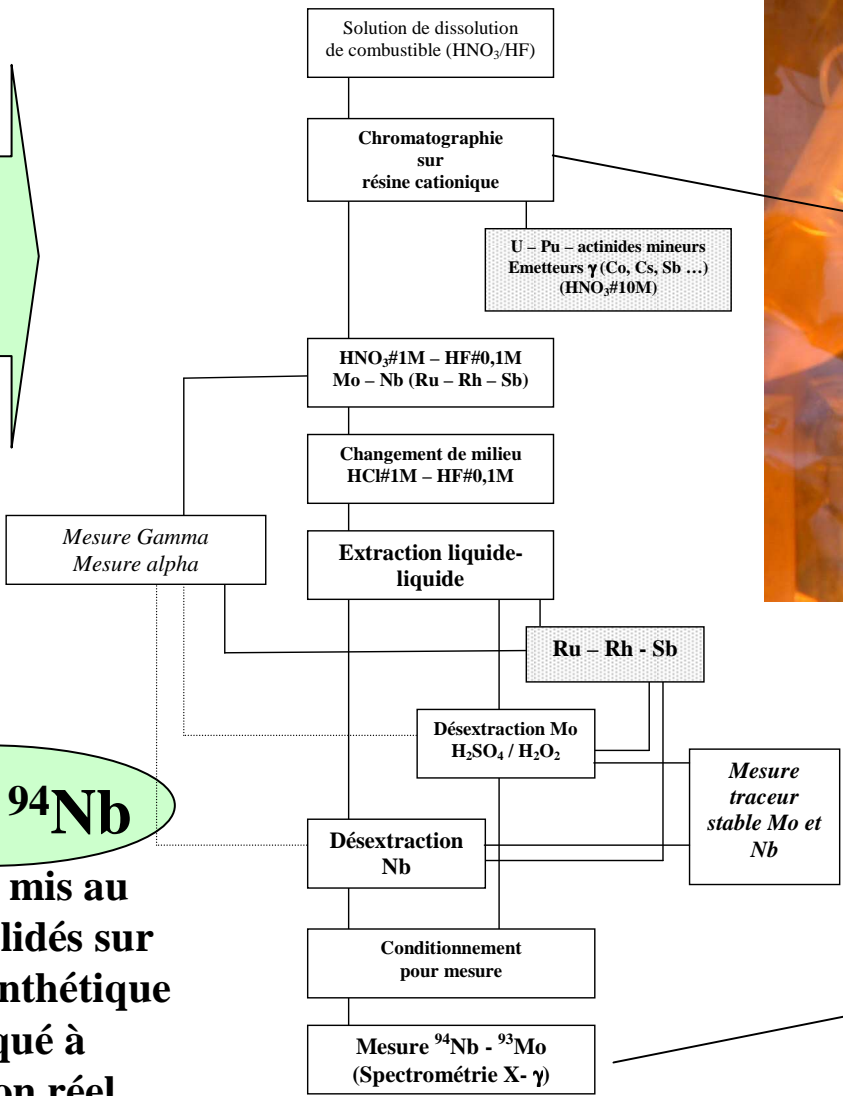 Solution de dissolution
de combustible (HNO₃/HF)
Chromatographie
sur
résine cationique
U – Pu – actinides mineurs
Emetteurs γ (Co, Cs, Sb …)
(HNO₃#10M)
HNO₃#1M – HF#0,1M
Mo – Nb (Ru – Rh – Sb)
Changement de milieu
HCl#1M – HF#0,1M
Mesure Gamma
Mesure alpha
Extraction liquide-
liquide
Ru – Rh - Sb
Désextraction Mo
H₂SO₄ / H₂O₂
Mesure
traceur
stable Mo et
Nb
Désextraction
Nb
Conditionnement
pour mesure
Mesure ⁹⁴Nb - ⁹³Mo
(Spectrométrie X- γ)
⁹⁴Nb
mis au
lidés sur
nthétique
qué à
on réel